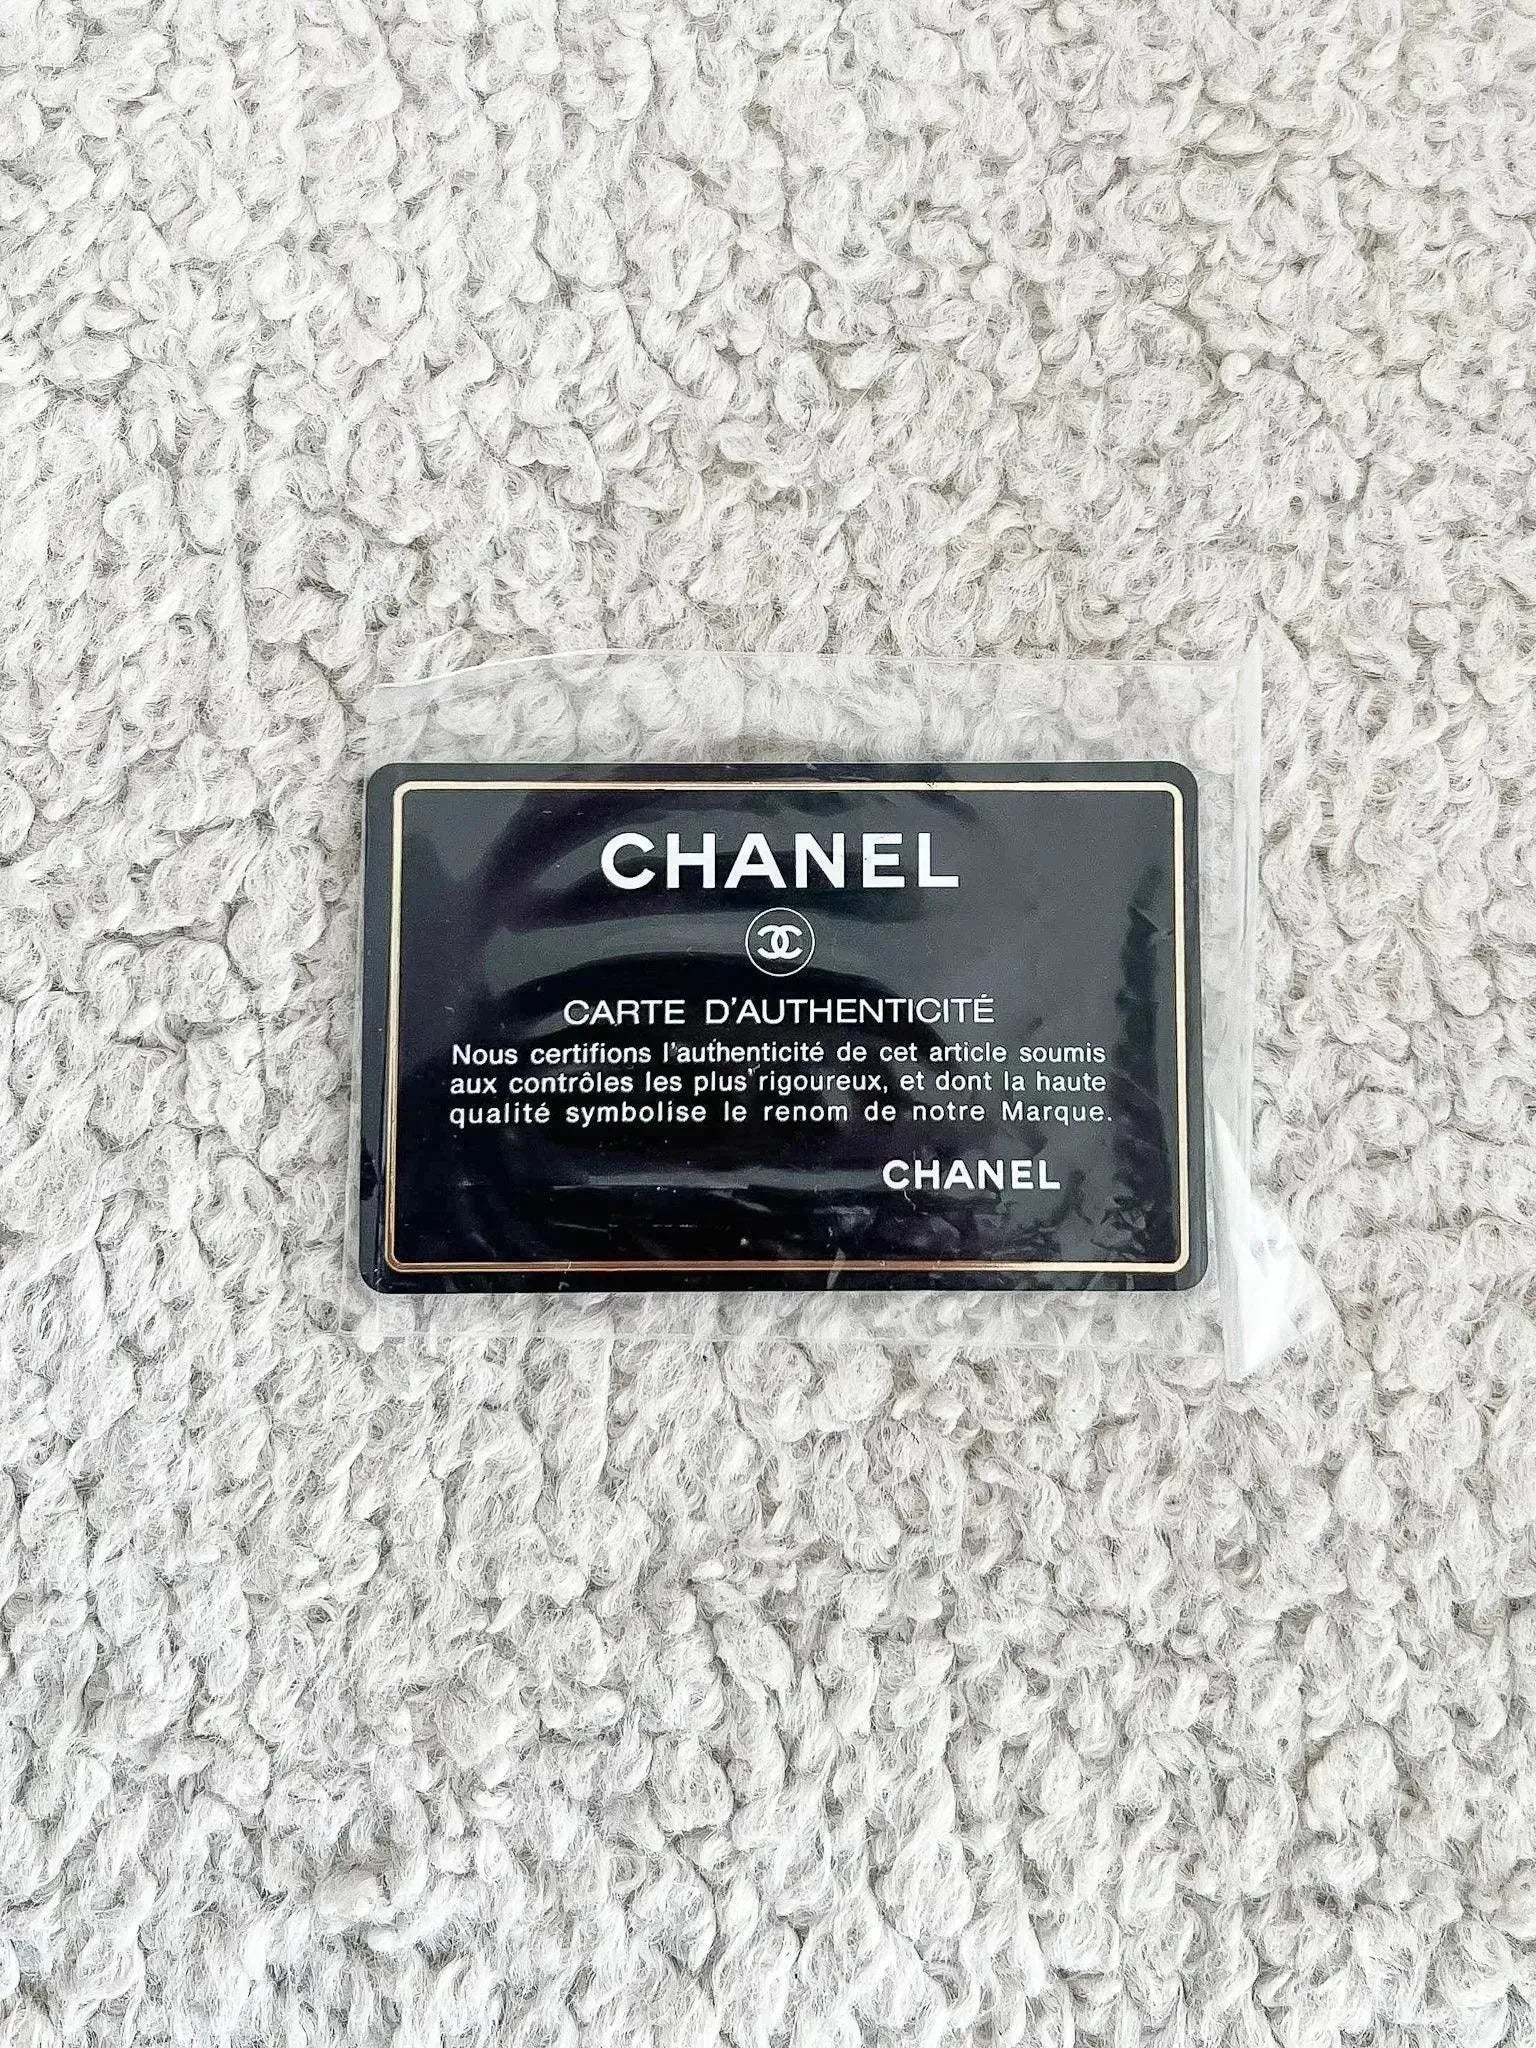 CHANEL
CARTE D'AUTHENTICITÉ
Nous certifions l'authenticité de cet article soumis
aux contrôles les plus rigoureux, et dont la haute
qualité symbolise le renom de notre Marque.
CHANEL